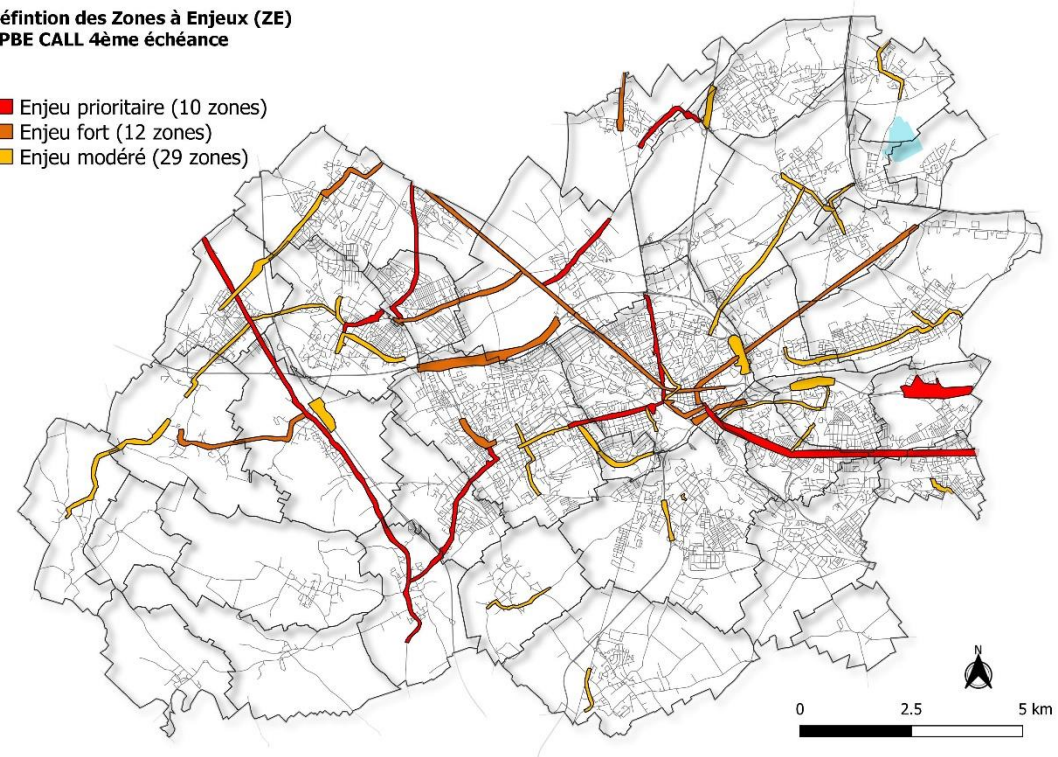 éfintion des Zones à Enjeux (ZE)
PBE CALL 4ème échéance
Enjeu prioritaire (10 zones)
Enjeu fort (12 zones)
Enjeu modéré (29 zones)
N
0 2.5 5 km